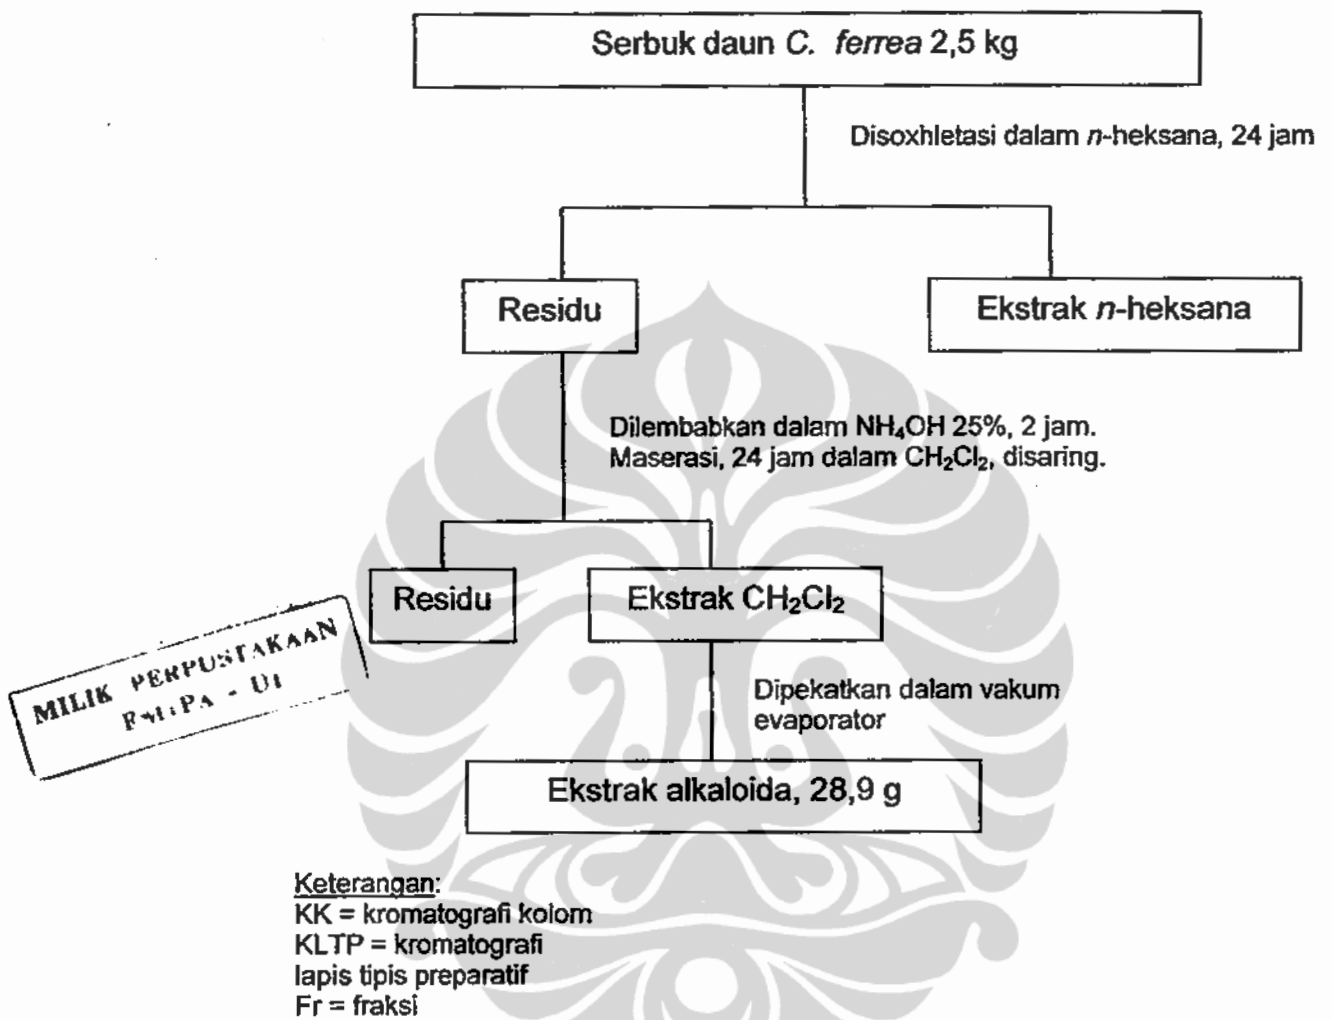 Serbuk daun C. ferrea 2,5 kg
Disoxhletasi dalam n-heksana, 24 jam
Residu
Ekstrak n-heksana
Dilembabkan dalam NH₄OH 25%, 2 jam.
Maserasi, 24 jam dalam CH₂Cl₂, disaring.
Residu
Ekstrak CH₂Cl₂
MILIK PERPUSTAKAAN
FMIPA - UI
Dipekatkan dalam vakum
evaporator
Ekstrak alkaloida, 28,9 g
Keterangan:
KK = kromatografi kolom
KLTP = kromatografi
lapis tipis preparatif
Fr = fraksi